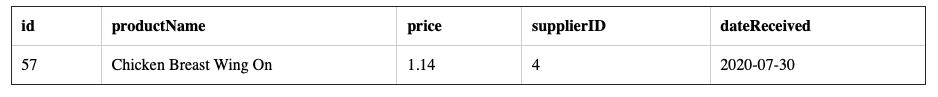 id productName price supplierID dateReceived
57 Chicken Breast Wing On 1.14 4 2020-07-30